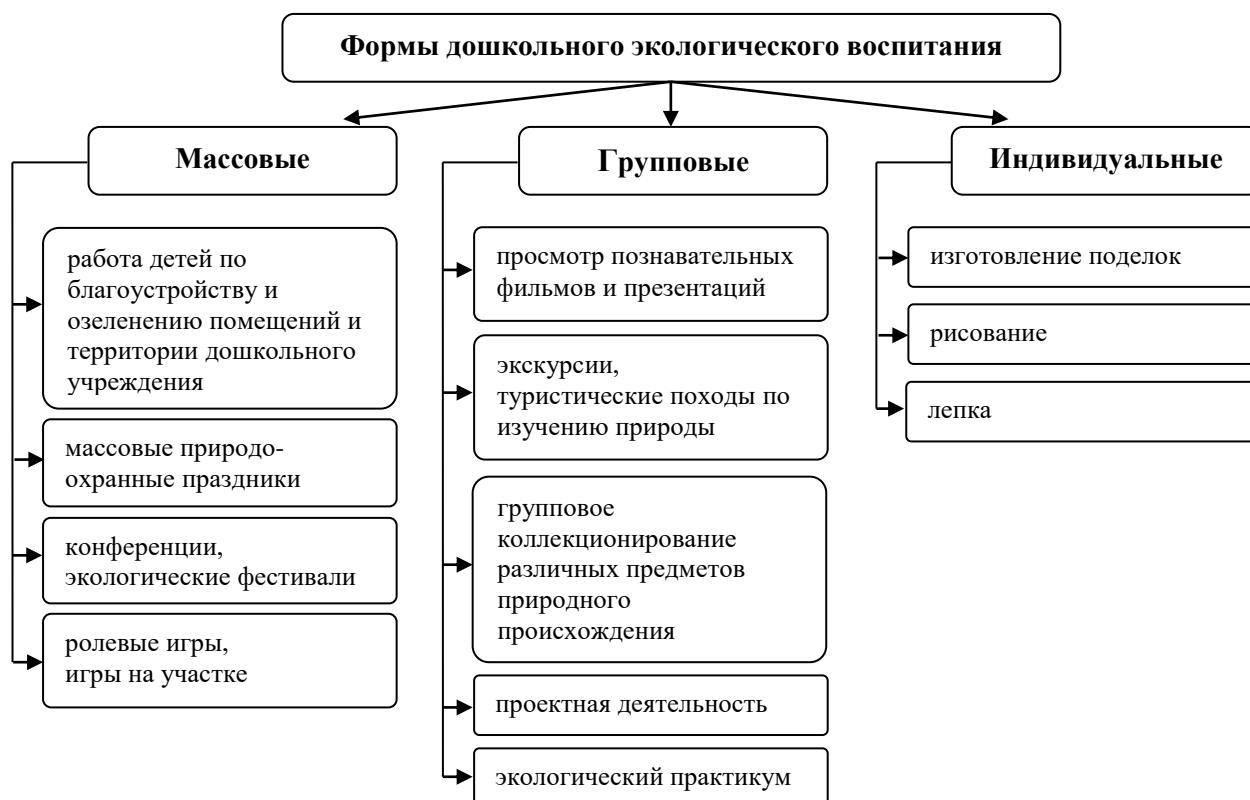 Формы дошкольного экологического воспитания
Массовые
работа детей по
благоустройству и
озеленению помещений и
территории дошкольного
учреждения
массовые природо-
охранные праздники
конференции,
экологические фестивали
ролевые игры,
игры на участке
Групповые
просмотр познавательных
фильмов и презентаций
экскурсии,
туристические походы по
изучению природы
групповое
коллекционирование
различных предметов
природного
происхождения
проектная деятельность
экологический практикум
Индивидуальные
изготовление поделок
рисование
лепка